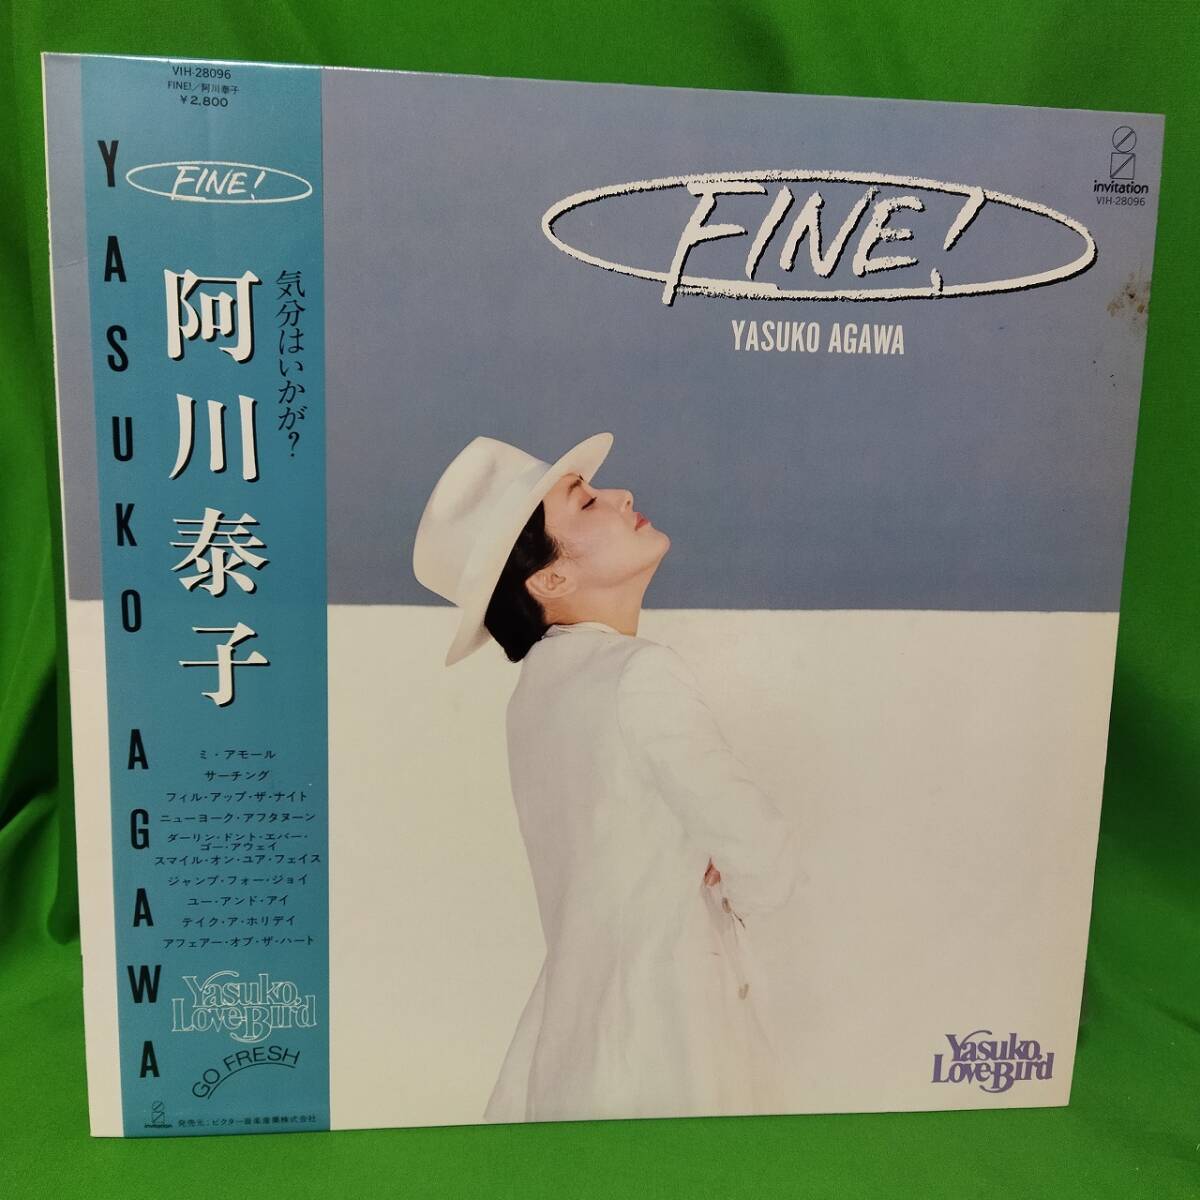 VIH-28096
FINE!/阿川泰子
￥2,800
FINE!
気分はいかが?
阿川泰子
YASUKO AGAWA
ミ・アモール
サーチング
フィル・アップ・ザ・ナイト
ニューヨーク・アフタヌーン
ダーリン・ドント・エバー・
ゴー・アウェイ
スマイル・オン・ユア・フェイス
ジャンプ・フォー・ジョイ
ユー・アンド・アイ
テイク・ア・ホリデイ
アフェアー・オブ・ザ・ハート
Yasuko,
Love-Bird
GO FRESH
invitation 発売元;ビクター音楽産業株式会社
FINE!
YASUKO AGAWA
invitation
VIH-28096
Yasuko,
Love-Bird